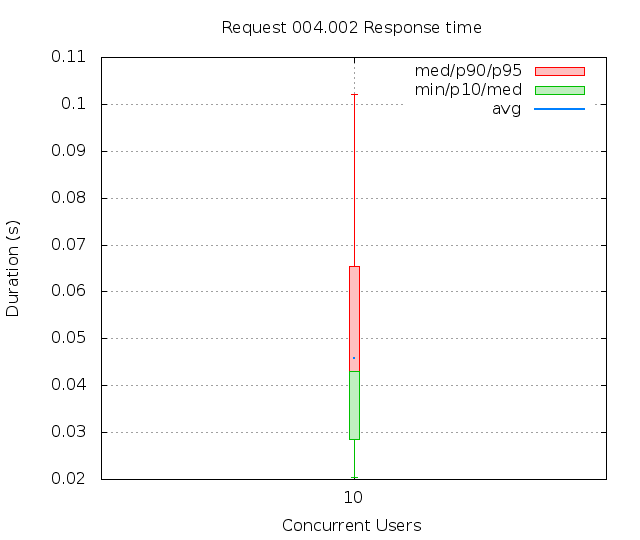 Request 004.002 Response time
0.11
0.1
0.09
0.08
0.07
0.06
0.05
0.04
0.03
0.02
med/p90/p95
min/p10/med
avg
Duration (s)
10
Concurrent Users